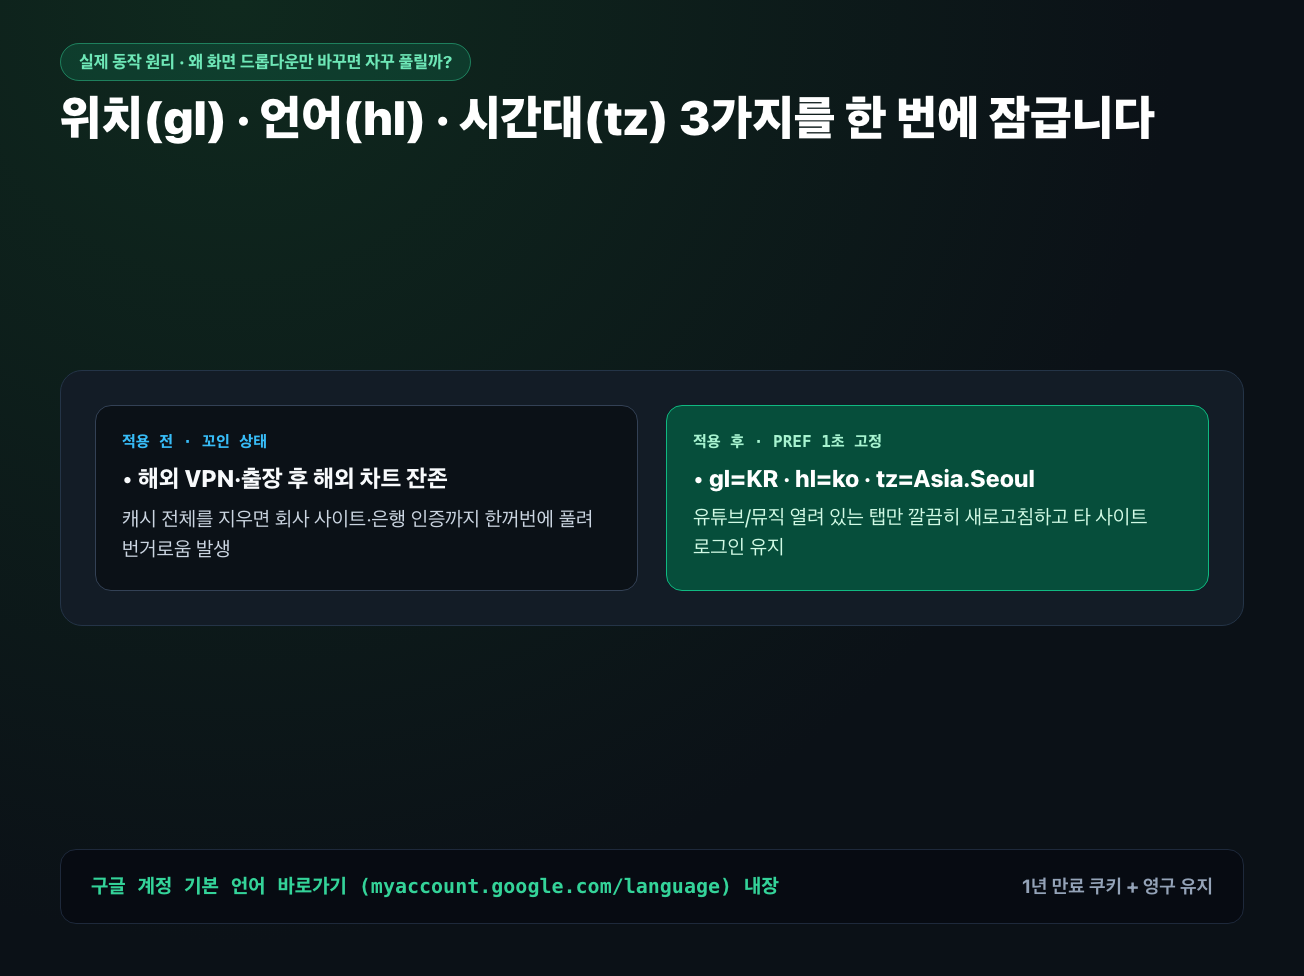 실제 동작 원리 · 왜 화면 드롭다운만 바꾸면 자꾸 풀릴까?
위치(gl) · 언어(hl) · 시간대(tz) 3가지를 한 번에 잠급니다
적용 전 · 꼬인 상태
• 해외 VPN·출장 후 해외 차트 잔존
캐시 전체를 지우면 회사 사이트·은행 인증까지 한꺼번에 풀려
번거로움 발생
적용 후 · PREF 1초 고정
• gl=KR · hl=ko · tz=Asia.Seoul
유튜브/뮤직 열려 있는 탭만 깔끔히 새로고침하고 타 사이트
로그인 유지
구글 계정 기본 언어 바로가기 (myaccount.google.com/language) 내장
1년 만료 쿠키 + 영구 유지